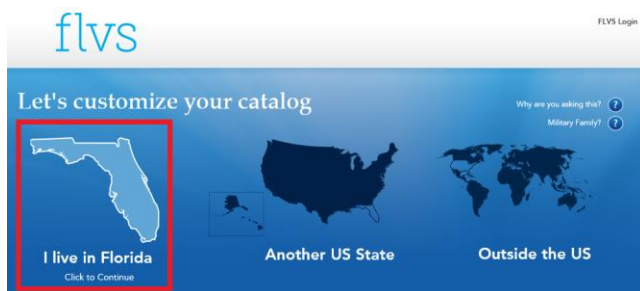 flvs
FLVS Login
Let's customize your catalog
Why are you asking this? ?
Military Family? ?
I live in Florida
Click to Continue
Another US State
Outside the US